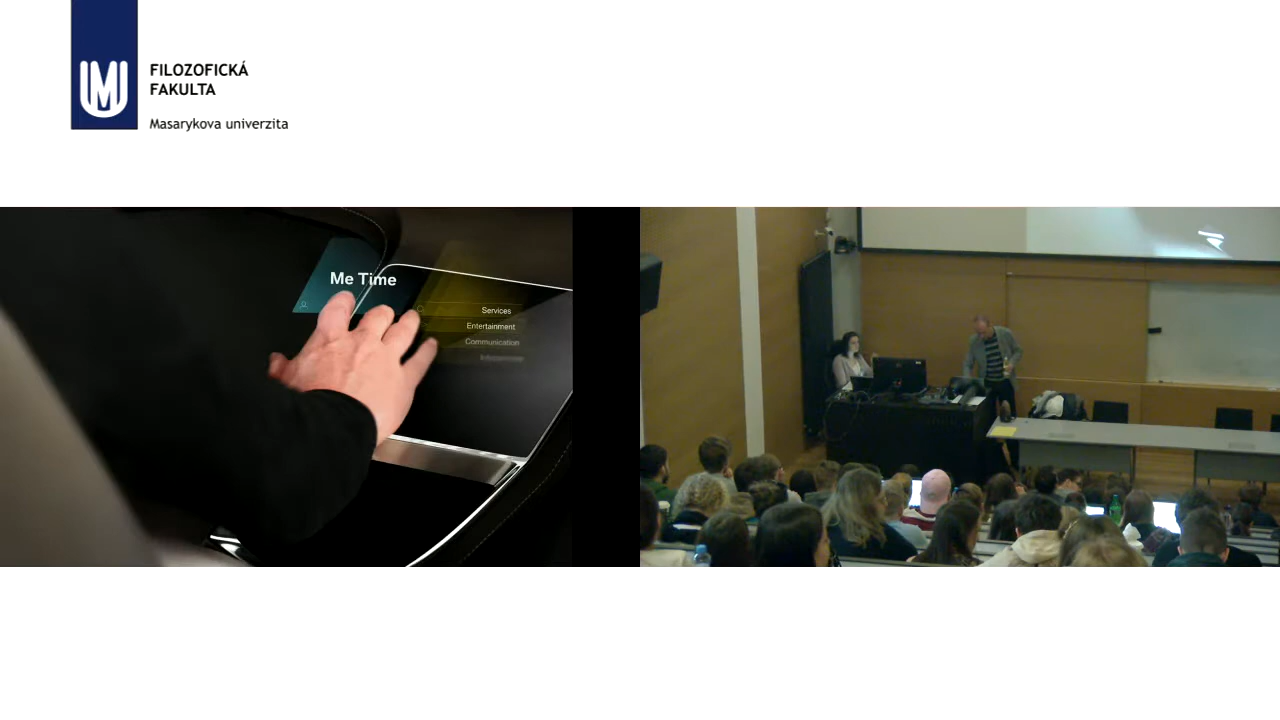 FILOZOFICKÁ
FAKULTA
Masarykova univerzita
Me Time
Services
Entertainment
Communication